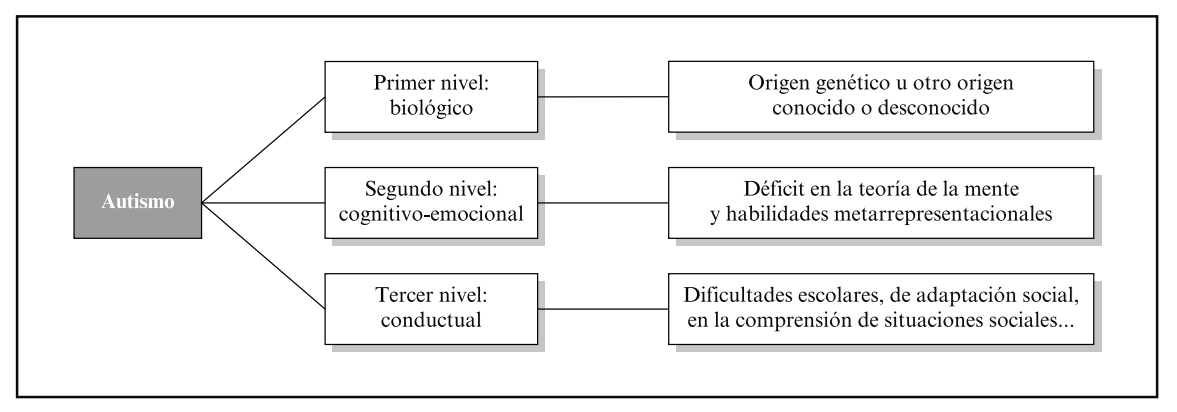 Autismo
Primer nivel:
biológico
Origen genético u otro origen
conocido o desconocido
Segundo nivel:
cognitivo-emocional
Déficit en la teoría de la mente
y habilidades metarrepresentacionales
Tercer nivel:
conductual
Dificultades escolares, de adaptación social,
en la comprensión de situaciones sociales...